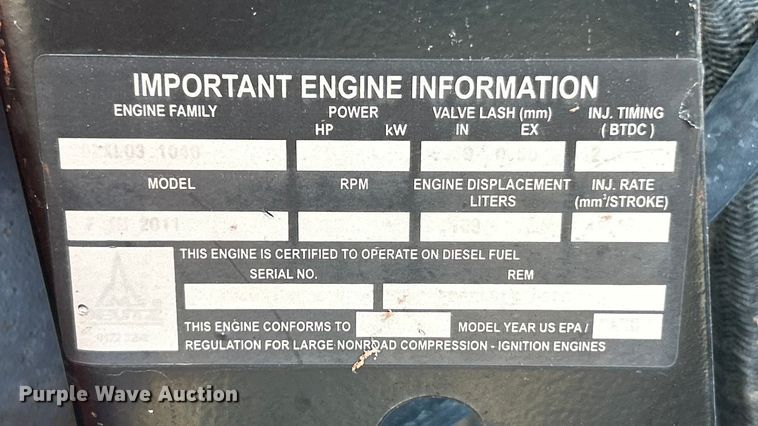 IMPORTANT ENGINE INFORMATION
ENGINE FAMILY POWER VALVE LASH (mm) INJ. TIMING
HP kW IN EX ( BTDC )
1040
MODEL RPM ENGINE DISPLACEMENT INJ. RATE
LITERS (mm³/STROKE)
2011
THIS ENGINE IS CERTIFIED TO OPERATE ON DIESEL FUEL
SERIAL NO. REM
DEUTZ
THIS ENGINE CONFORMS TO MODEL YEAR US EPA /
REGULATION FOR LARGE NONROAD COMPRESSION - IGNITION ENGINES
Purple Wave Auction